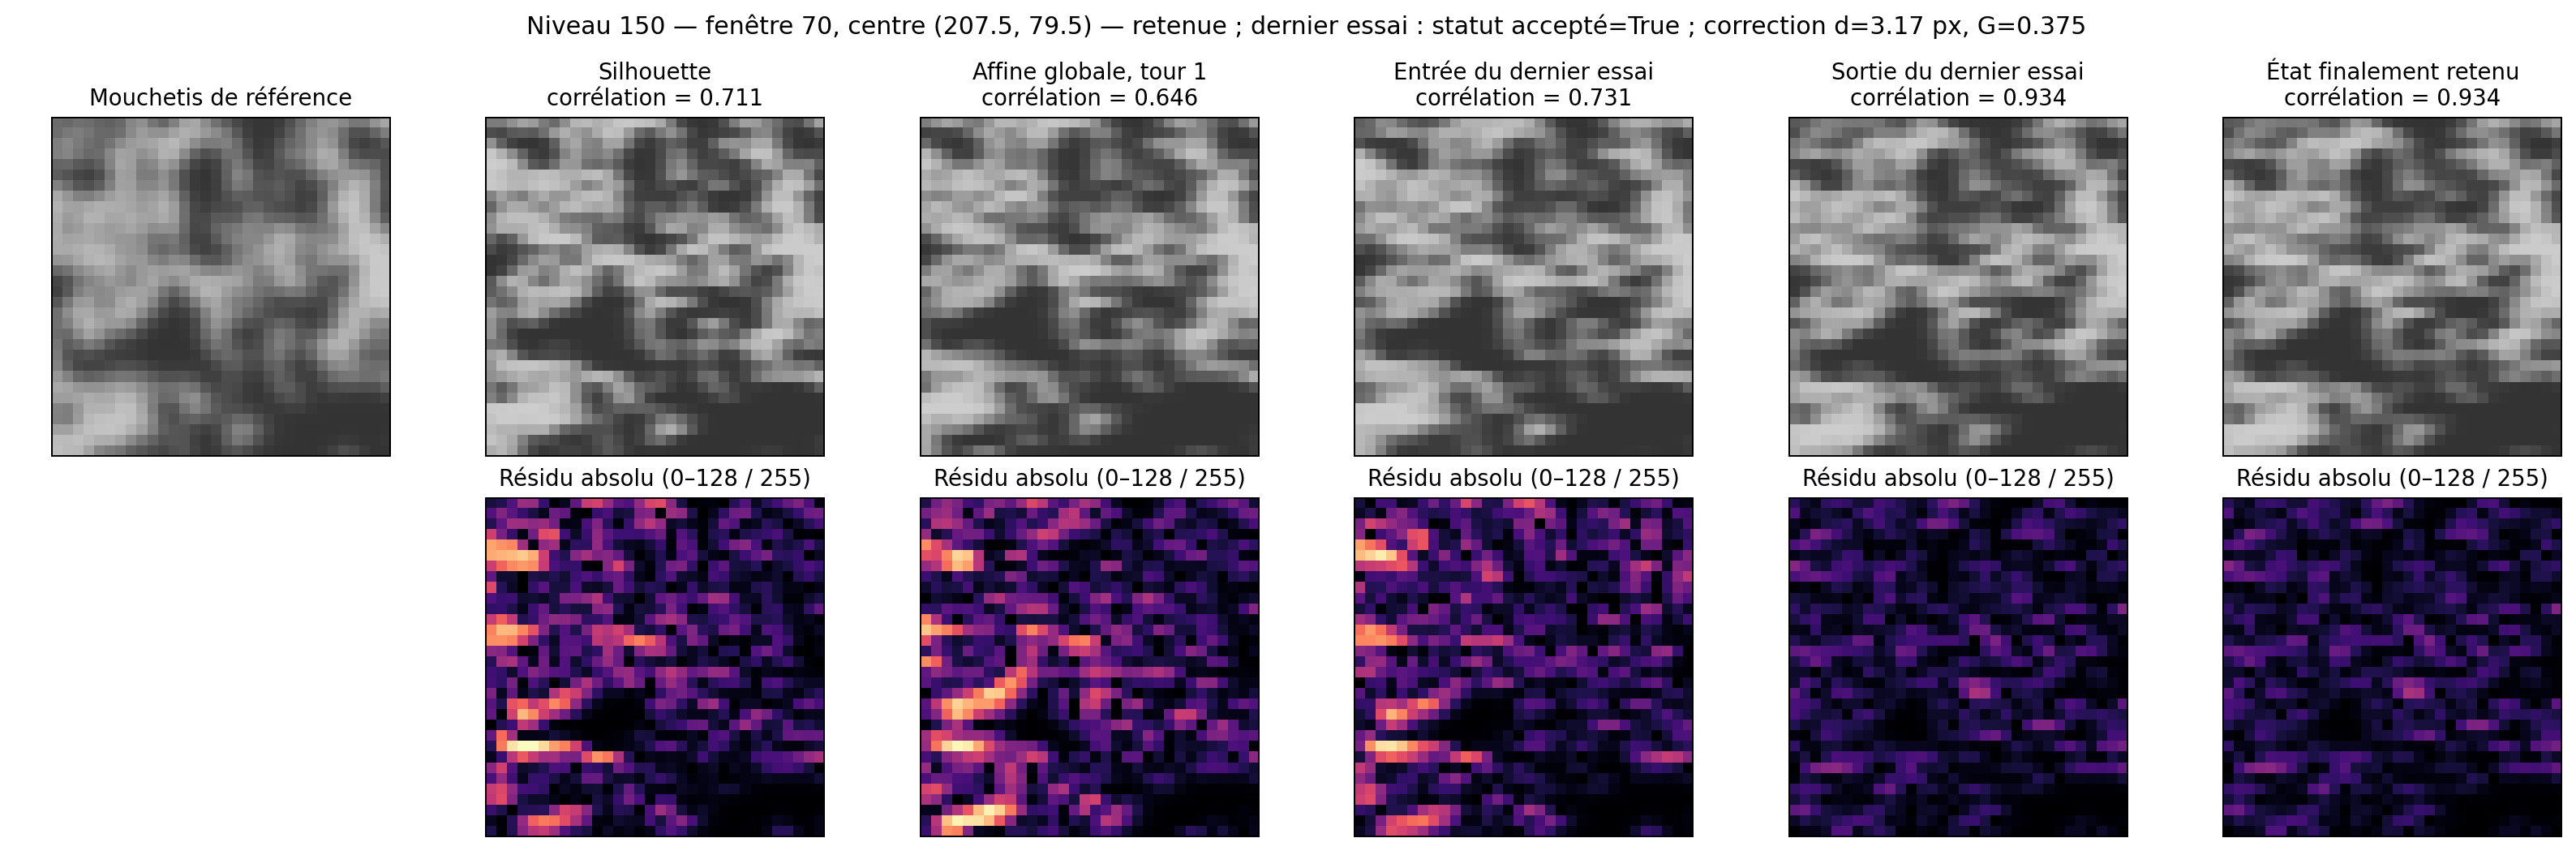 Niveau 150 — fenêtre 70, centre (207.5, 79.5) — retenue ; dernier essai : statut accepté=True ; correction d=3.17 px, G=0.375
Mouchetis de référence
Silhouette
corrélation = 0.711
Affine globale, tour 1
corrélation = 0.646
Entrée du dernier essai
corrélation = 0.731
Sortie du dernier essai
corrélation = 0.934
État finalement retenu
corrélation = 0.934
Résidu absolu (0–128 / 255)
Résidu absolu (0–128 / 255)
Résidu absolu (0–128 / 255)
Résidu absolu (0–128 / 255)
Résidu absolu (0–128 / 255)